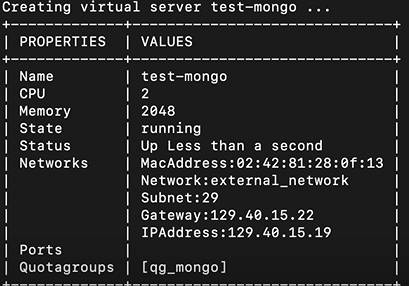 Creating virtual server test-mongo ...
+--------------+------------------------------+
| PROPERTIES | VALUES |
+--------------+------------------------------+
| Name | test-mongo |
| CPU | 2 |
| Memory | 2048 |
| State | running |
| Status | Up Less than a second |
| Networks | MacAddress:02:42:81:28:0f:13 |
| | Network:external_network |
| | Subnet:29 |
| | Gateway:129.40.15.22 |
| | IPAddress:129.40.15.19 |
| Ports | |
| Quotagroups | [qg_mongo] |
+--------------+------------------------------+